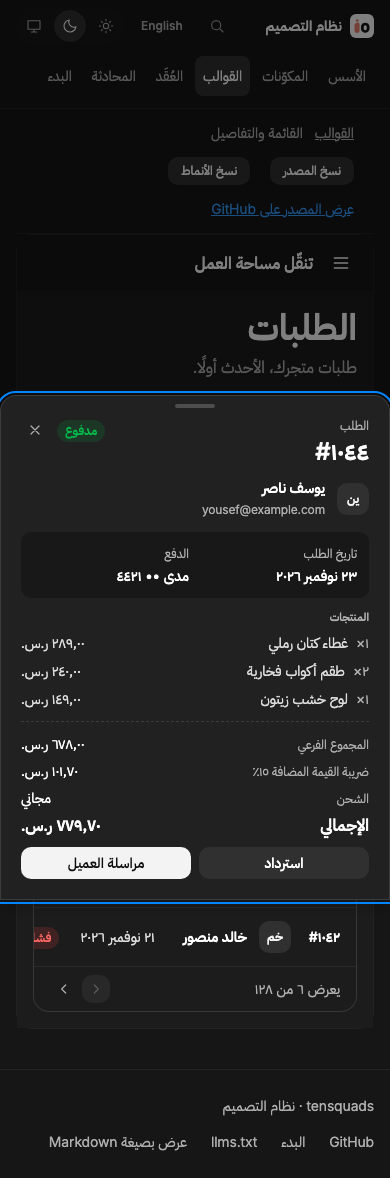 نظام التصميم
English
الأسس
المكوّنات
القوالب
العُقَد
المحادثة
البدء
القوالب
القائمة والتفاصيل
نسخ المصدر
نسخ الأنماط
عرض المصدر على GitHub
تنقّل مساحة العمل
الطلبات
طلبات متجرك، الأحدث أولًا.
الطلب
مدفوع
#١٠٤٤
ين
يوسف ناصر
yousef@example.com
تاريخ الطلب
الدفع
٢٣ نوفمبر ٢٠٢٦
مدى •• ٤٤٢١
المنتجات
×١ غطاء كتان رملي ٢٨٩٫٠٠ ر.س.
×٢ طقم أكواب فخارية ٢٤٠٫٠٠ ر.س.
×١ لوح خشب زيتون ١٤٩٫٠٠ ر.س.
المجموع الفرعي ٦٧٨٫٠٠ ر.س.
ضريبة القيمة المضافة ١٥٪ ١٠١٫٧٠ ر.س.
الشحن مجاني
الإجمالي ٧٧٩٫٧٠ ر.س.
استرداد
مراسلة العميل
#١٠٤٢ خم خالد منصور ٢١ نوفمبر ٢٠٢٦
يعرض ٦ من ١٢٨
tensquads · نظام التصميم
GitHub
البدء
llms.txt
عرض بصيغة Markdown